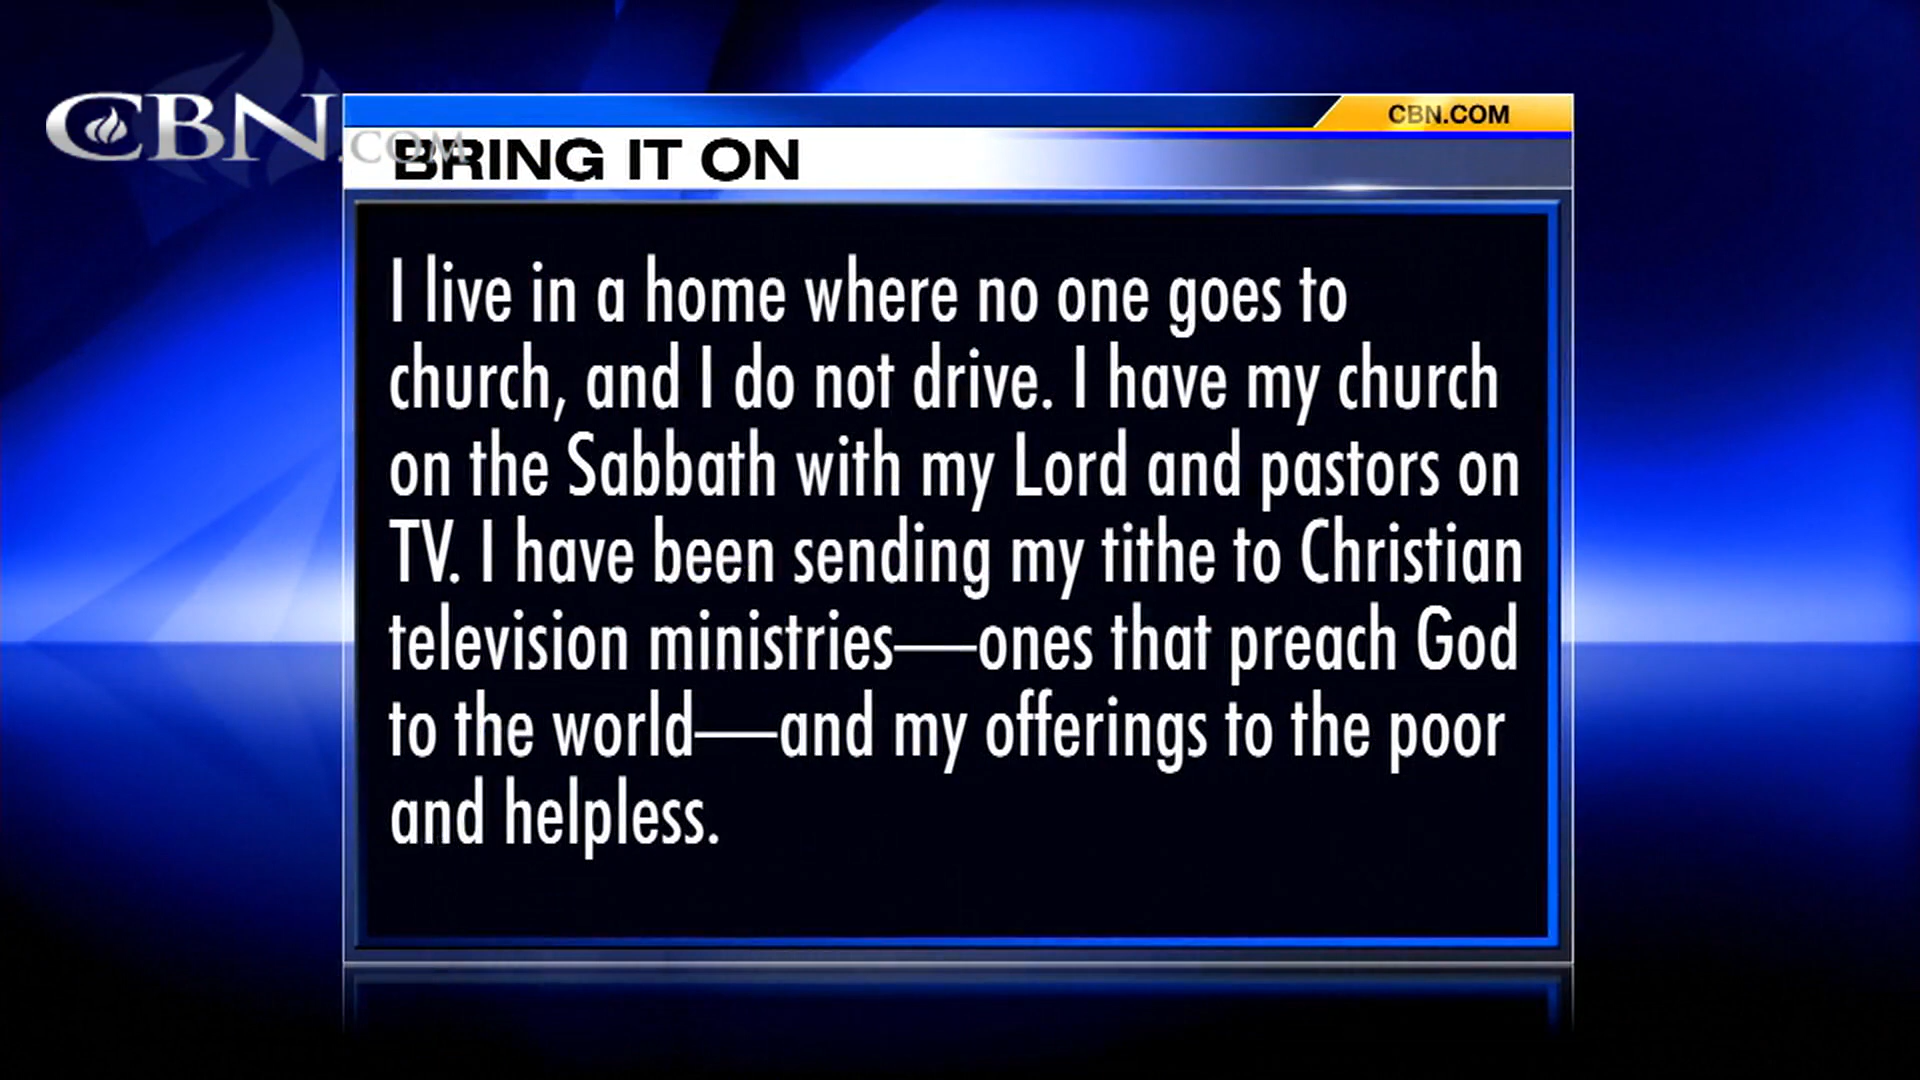 CBN.COM
CBN.COM
BRING IT ON
I live in a home where no one goes to
church, and I do not drive. I have my church
on the Sabbath with my Lord and pastors on
TV. I have been sending my tithe to Christian
television ministries—ones that preach God
to the world—and my offerings to the poor
and helpless.